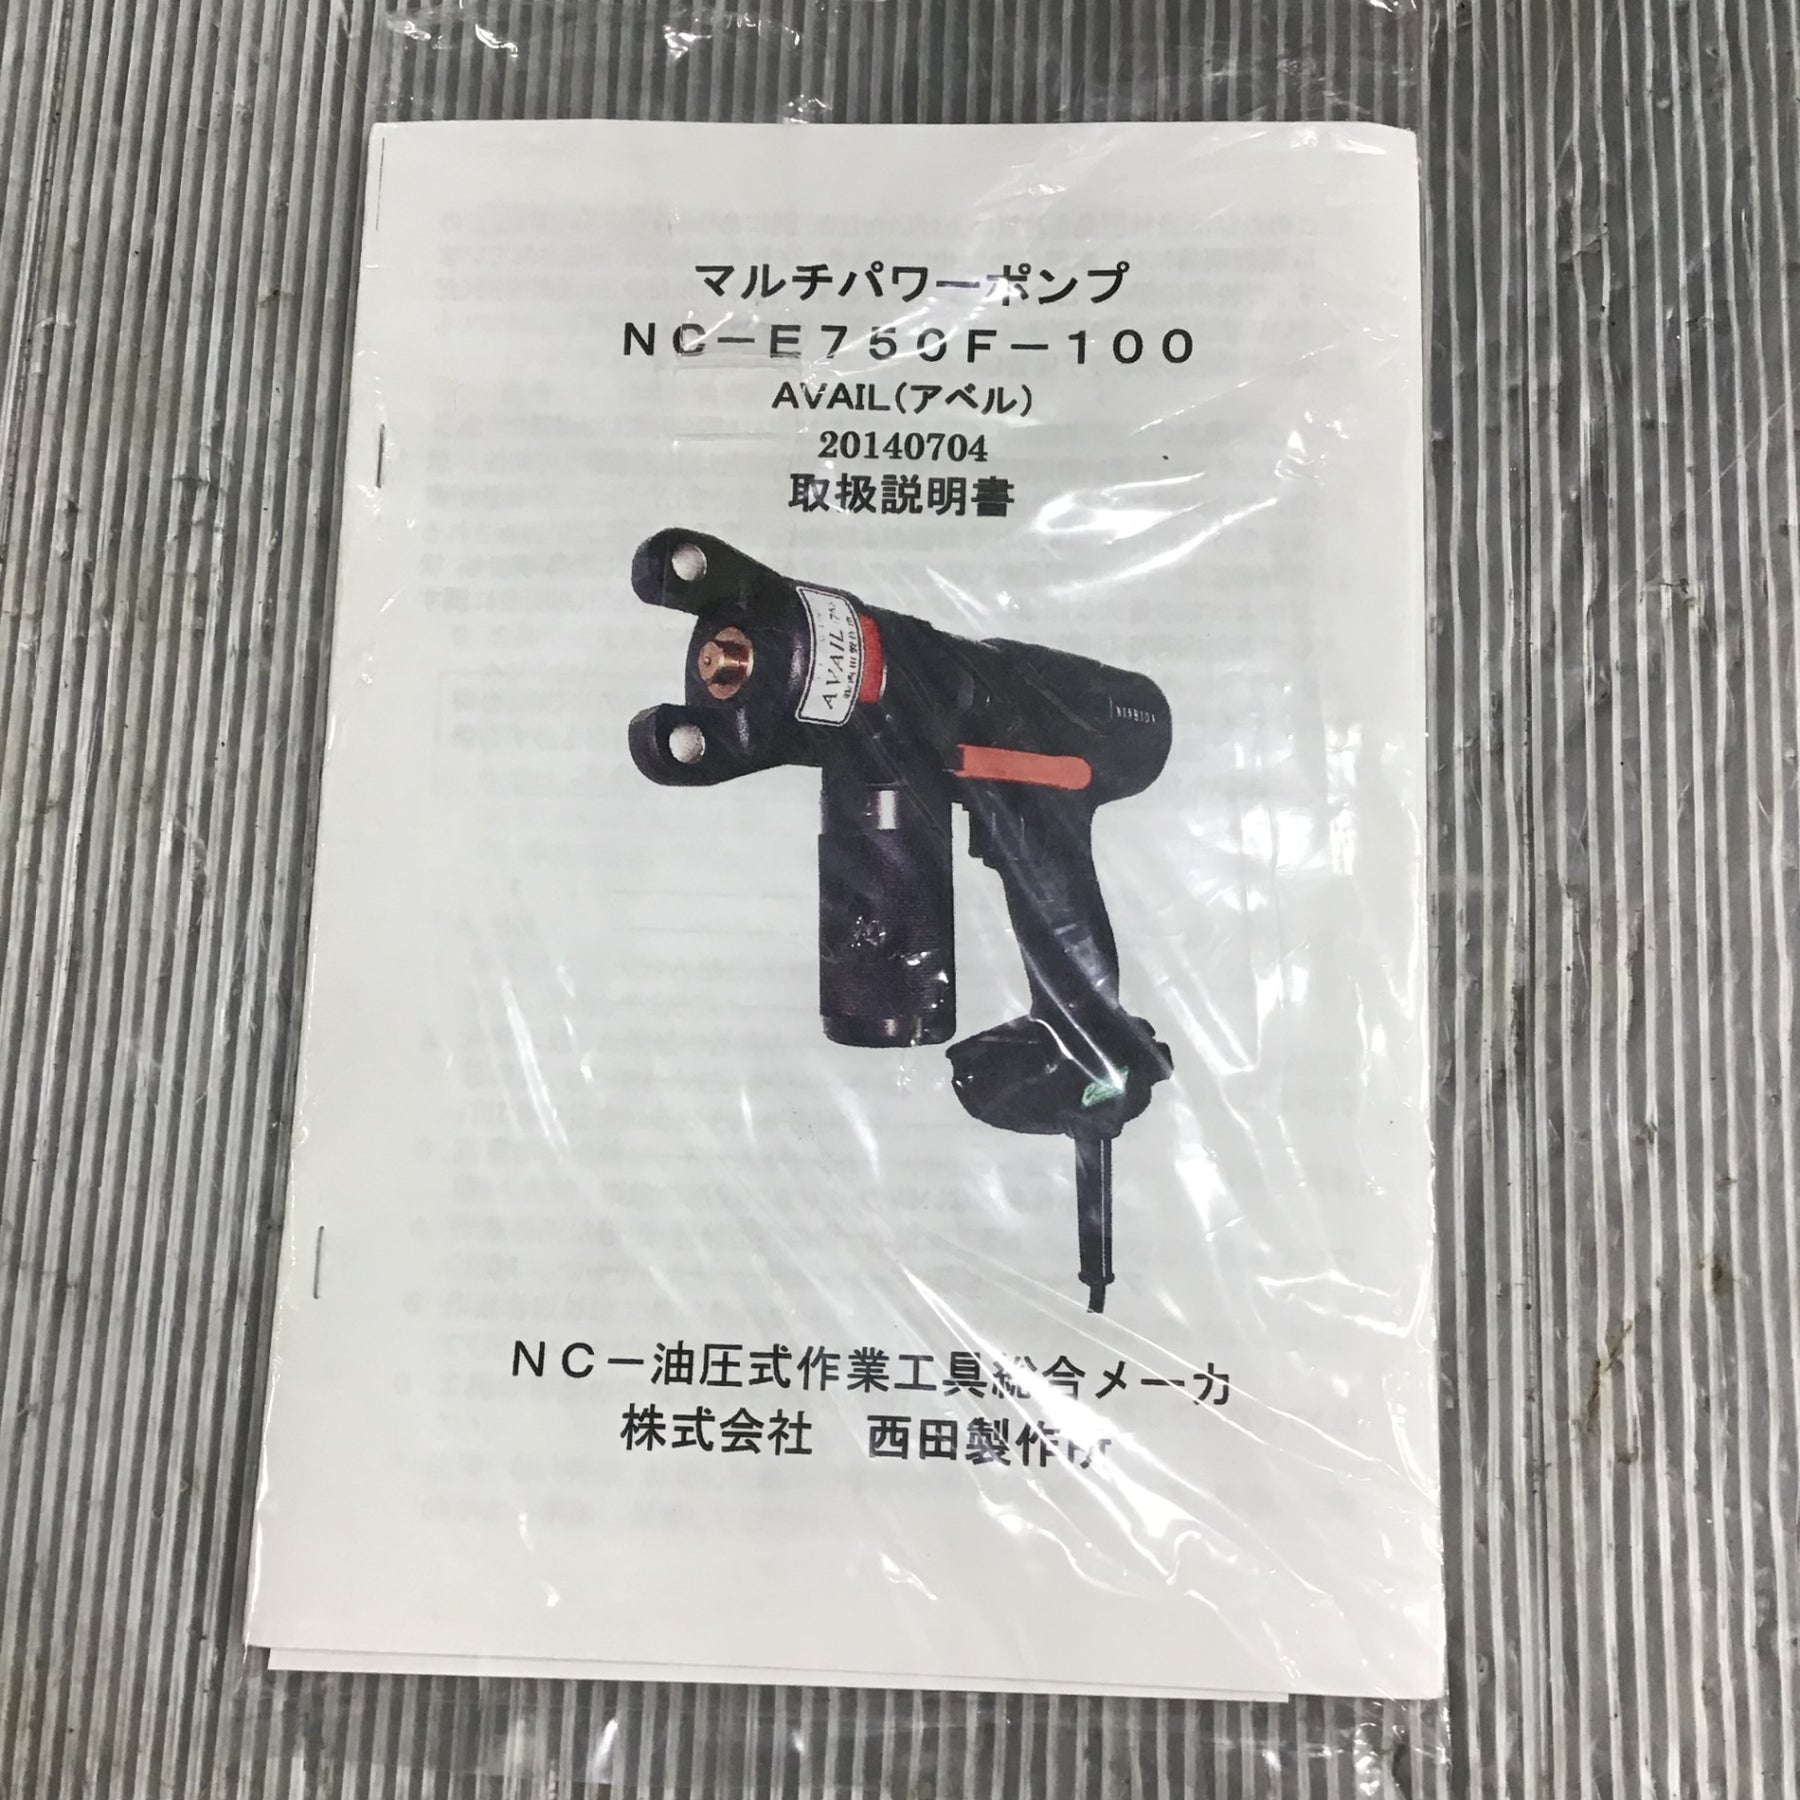 マルチパワーポンプ
NC－E750F－100
AVAIL（アベル）
20140704
取扱説明書
AVAIL
NC－油圧式作業工具総合メーカ
株式会社　西田製作所